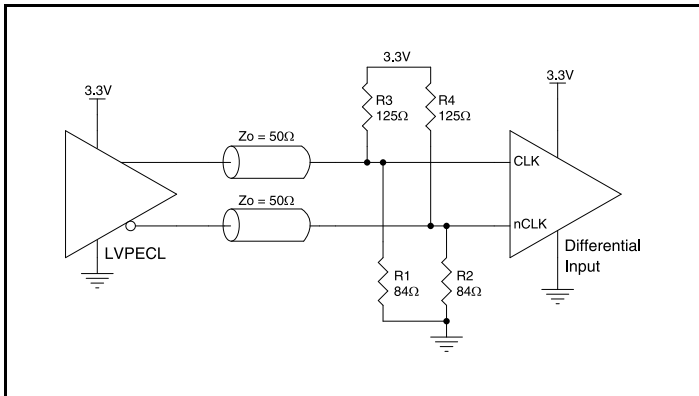 3.3V
3.3V
3.3V
R3
125Ω
R4
125Ω
Zo = 50Ω
CLK
Zo = 50Ω
nCLK
LVPECL
Differential
Input
R1
84Ω
R2
84Ω